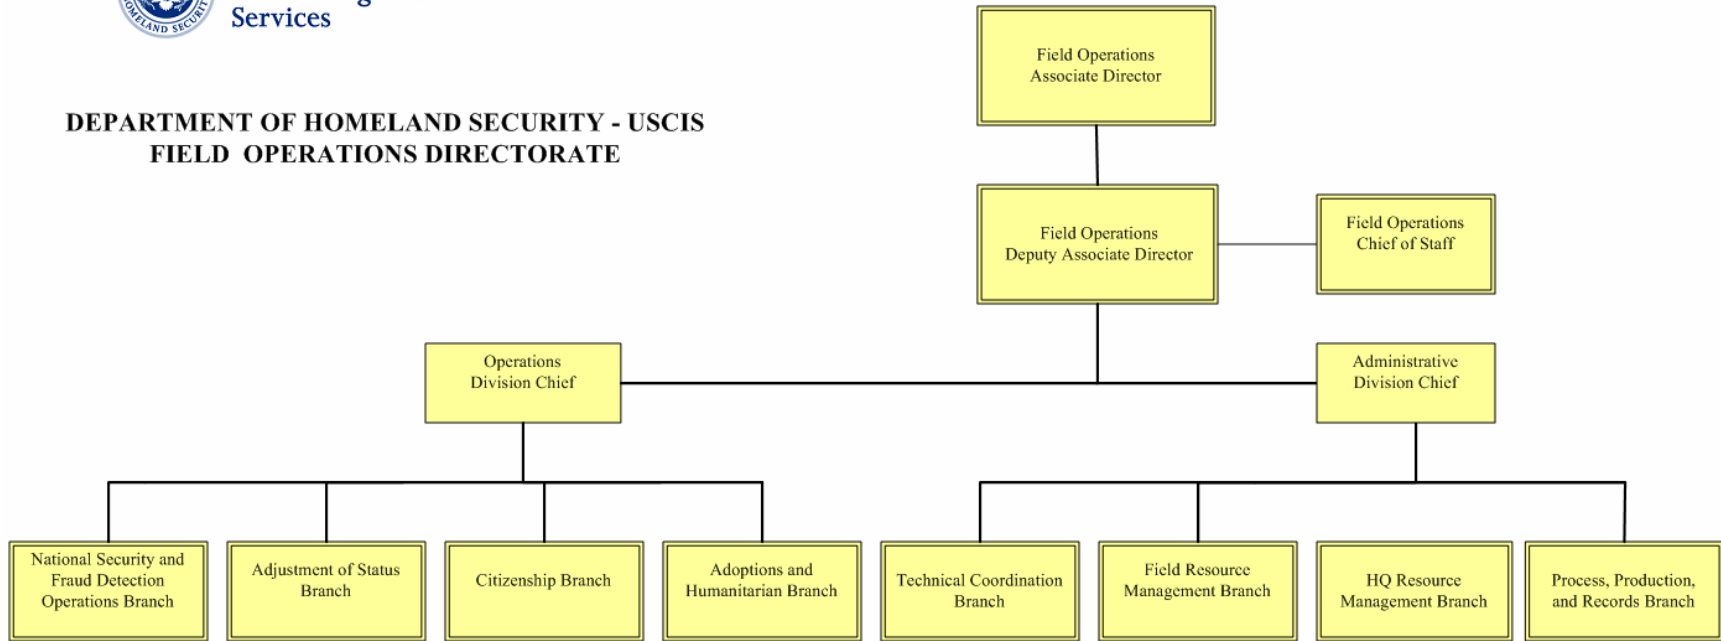 HOMELAND SECURITY
Services
DEPARTMENT OF HOMELAND SECURITY - USCIS
FIELD OPERATIONS DIRECTORATE
Field Operations
Associate Director
Field Operations
Deputy Associate Director
Field Operations
Chief of Staff
Operations
Division Chief
Administrative
Division Chief
National Security and
Fraud Detection
Operations Branch
Adjustment of Status
Branch
Citizenship Branch
Adoptions and
Humanitarian Branch
Technical Coordination
Branch
Field Resource
Management Branch
HQ Resource
Management Branch
Process, Production,
and Records Branch